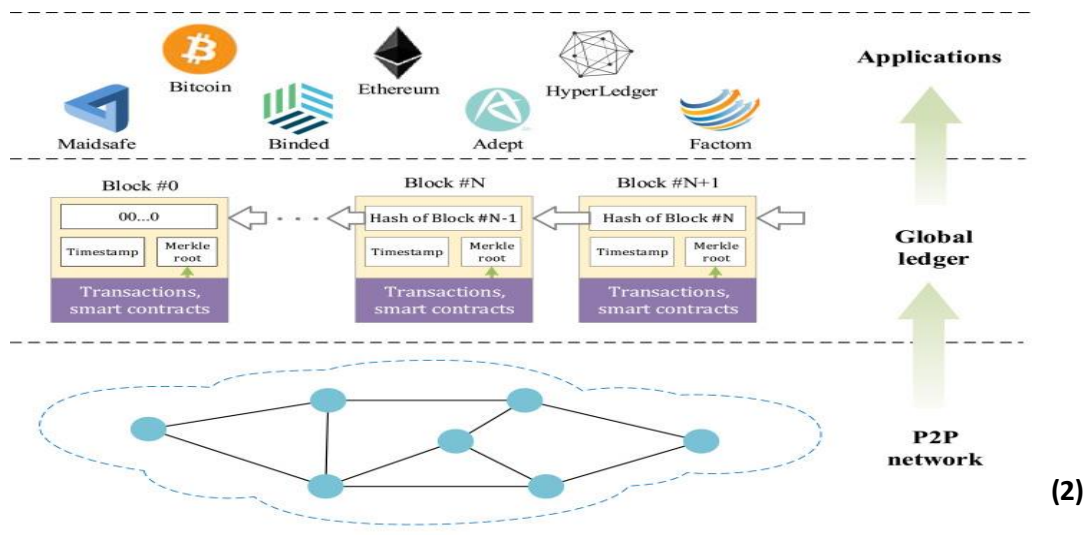 Bitcoin
Ethereum
HyperLedger
Maidsafe
Binded
Adept
Factom
Applications
Block #0
Block #N
Block #N+1
00...0
Hash of Block #N-1
Hash of Block #N
Timestamp
Merkle
root
Timestamp
Merkle
root
Timestamp
Merkle
root
Transactions,
smart contracts
Transactions,
smart contracts
Transactions,
smart contracts
Global
ledger
P2P
network
(2)